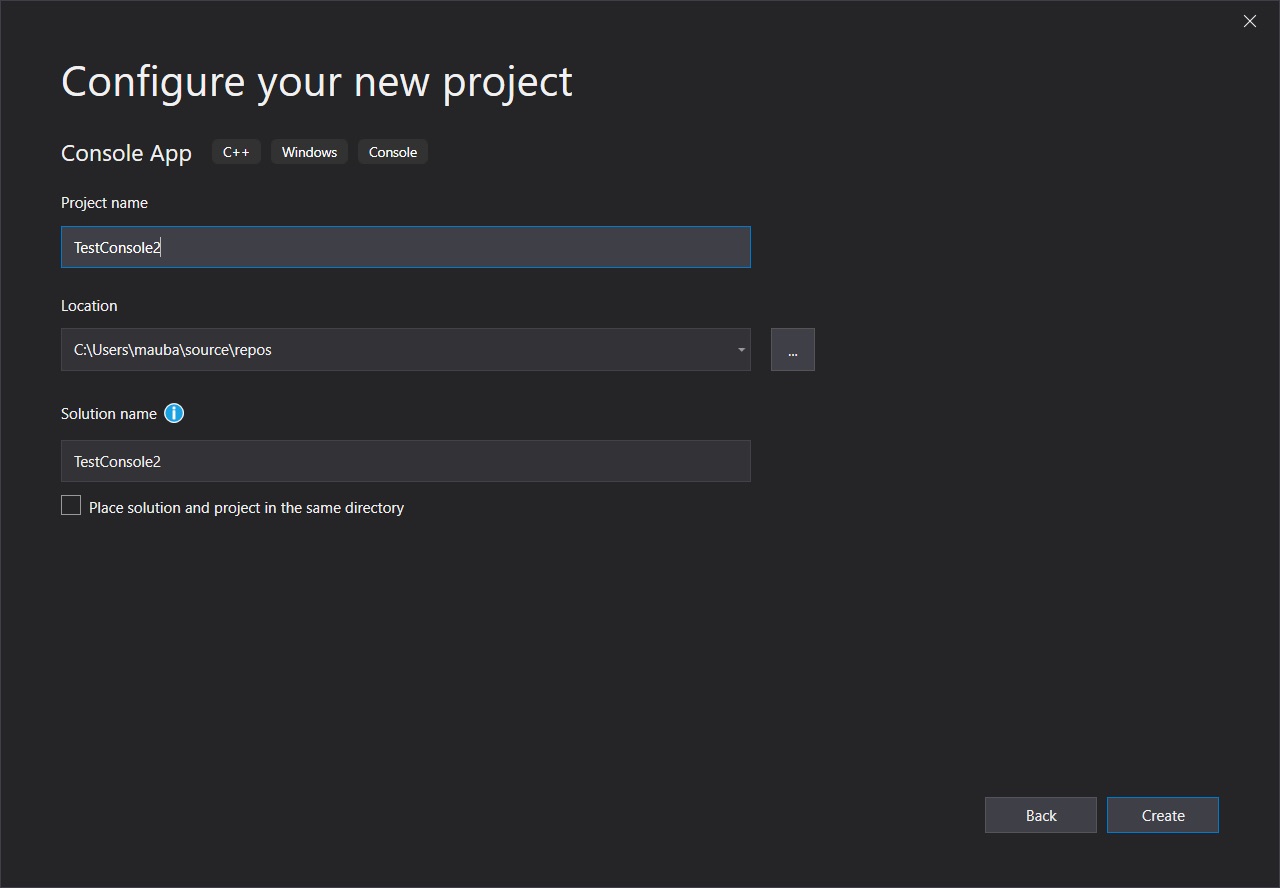 Configure your new project
Console App C++ Windows Console
Project name
TestConsole2
Location
C:\Users\mauba\source\repos
...
Solution name
TestConsole2
Place solution and project in the same directory
Back Create